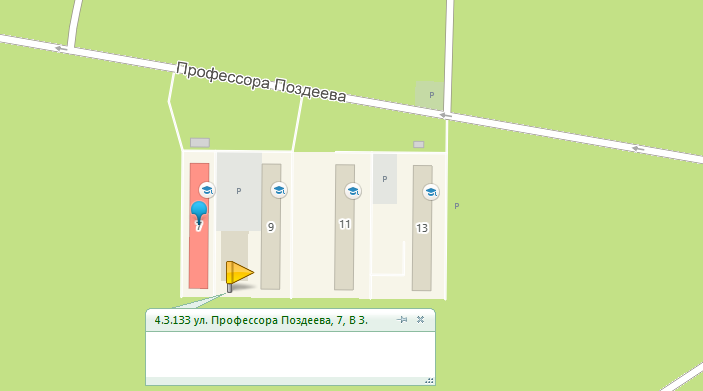 Профессора Поздеева
P
P
P
P
7
9
11
13
4.3.133 ул. Профессора Поздеева, 7, В 3.